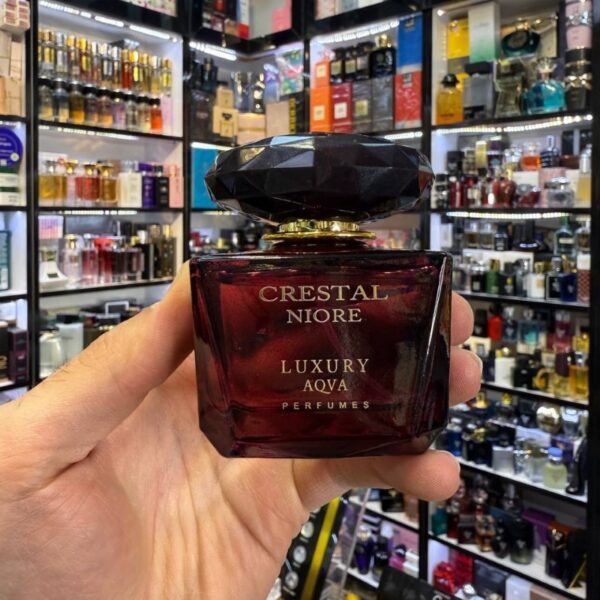 CRESTAL
NIORE
LUXURY
AQVA
PERFUMES